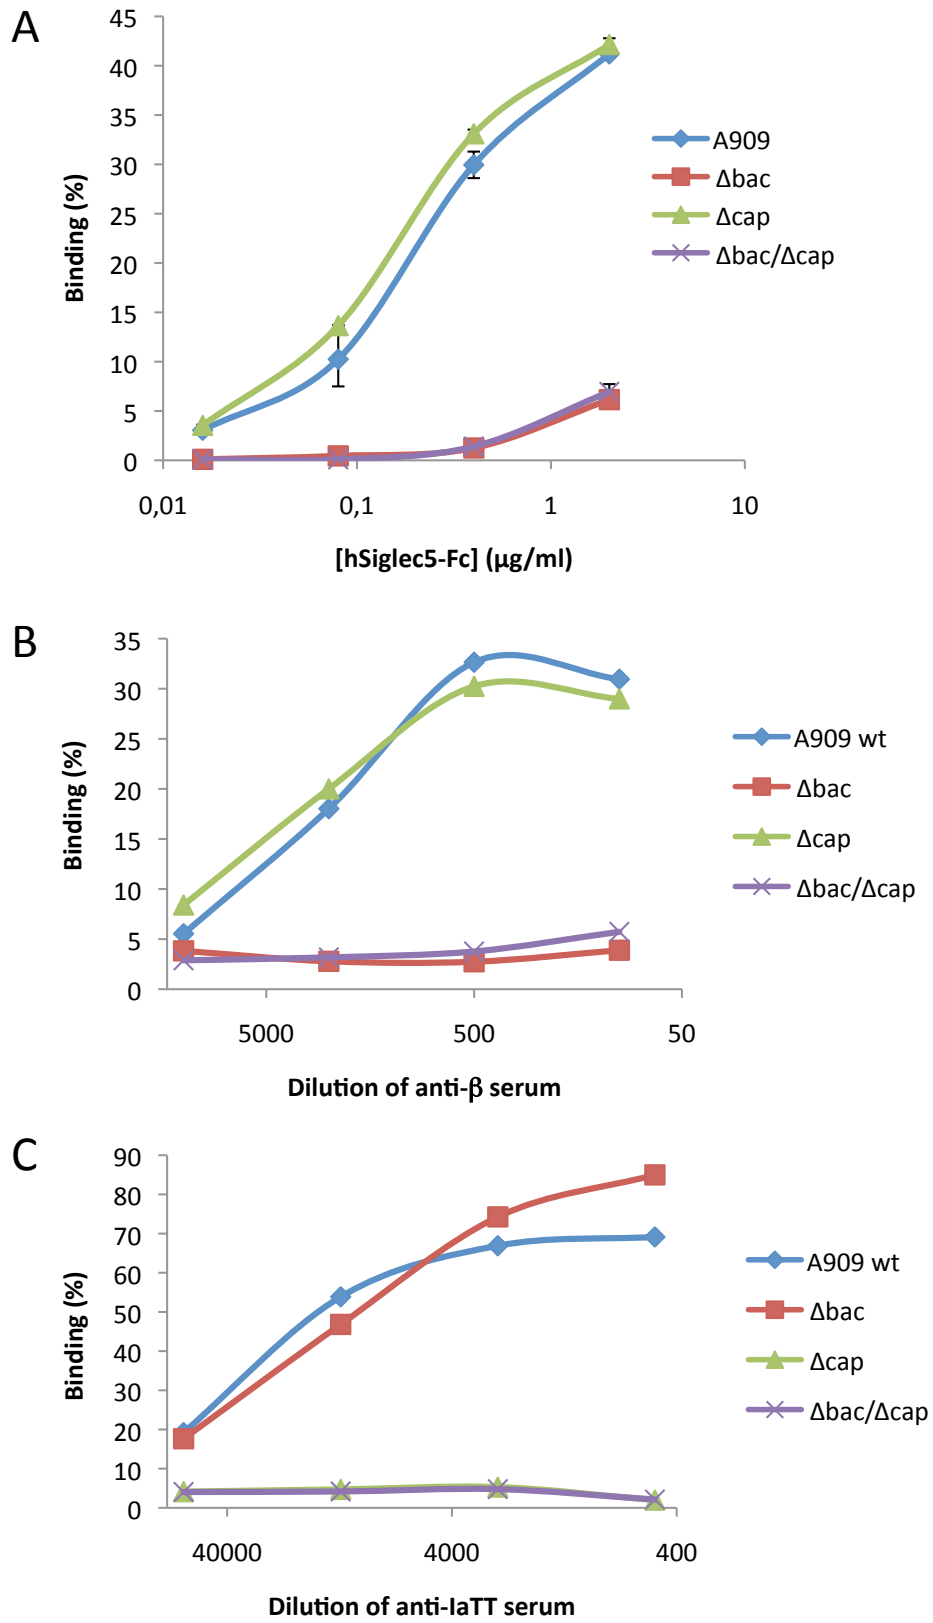 A
45
40
35
30
25
20
15
10
5
0
Binding (%)
0,01
0,1
1
10
[hSiglec5-Fc] (µg/ml)
A909
Δbac
Δcap
Δbac/Δcap
B
35
30
25
20
15
10
5
0
Binding (%)
5000
500
50
Dilution of anti-β serum
A909 wt
Δbac
Δcap
Δbac/Δcap
C
90
80
70
60
50
40
30
20
10
0
Binding (%)
40000
4000
400
Dilution of anti-IaTT serum
A909 wt
Δbac
Δcap
Δbac/Δcap